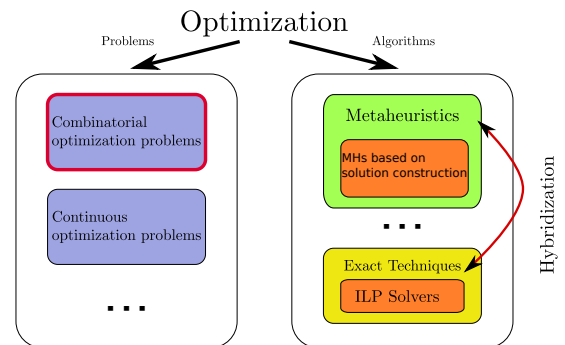 Optimization
Problems
Algorithms
Combinatorial
optimization problems
Continuous
optimization problems
...
Metaheuristics
MHs based on
solution construction
...
Exact Techniques
ILP Solvers
Hybridization